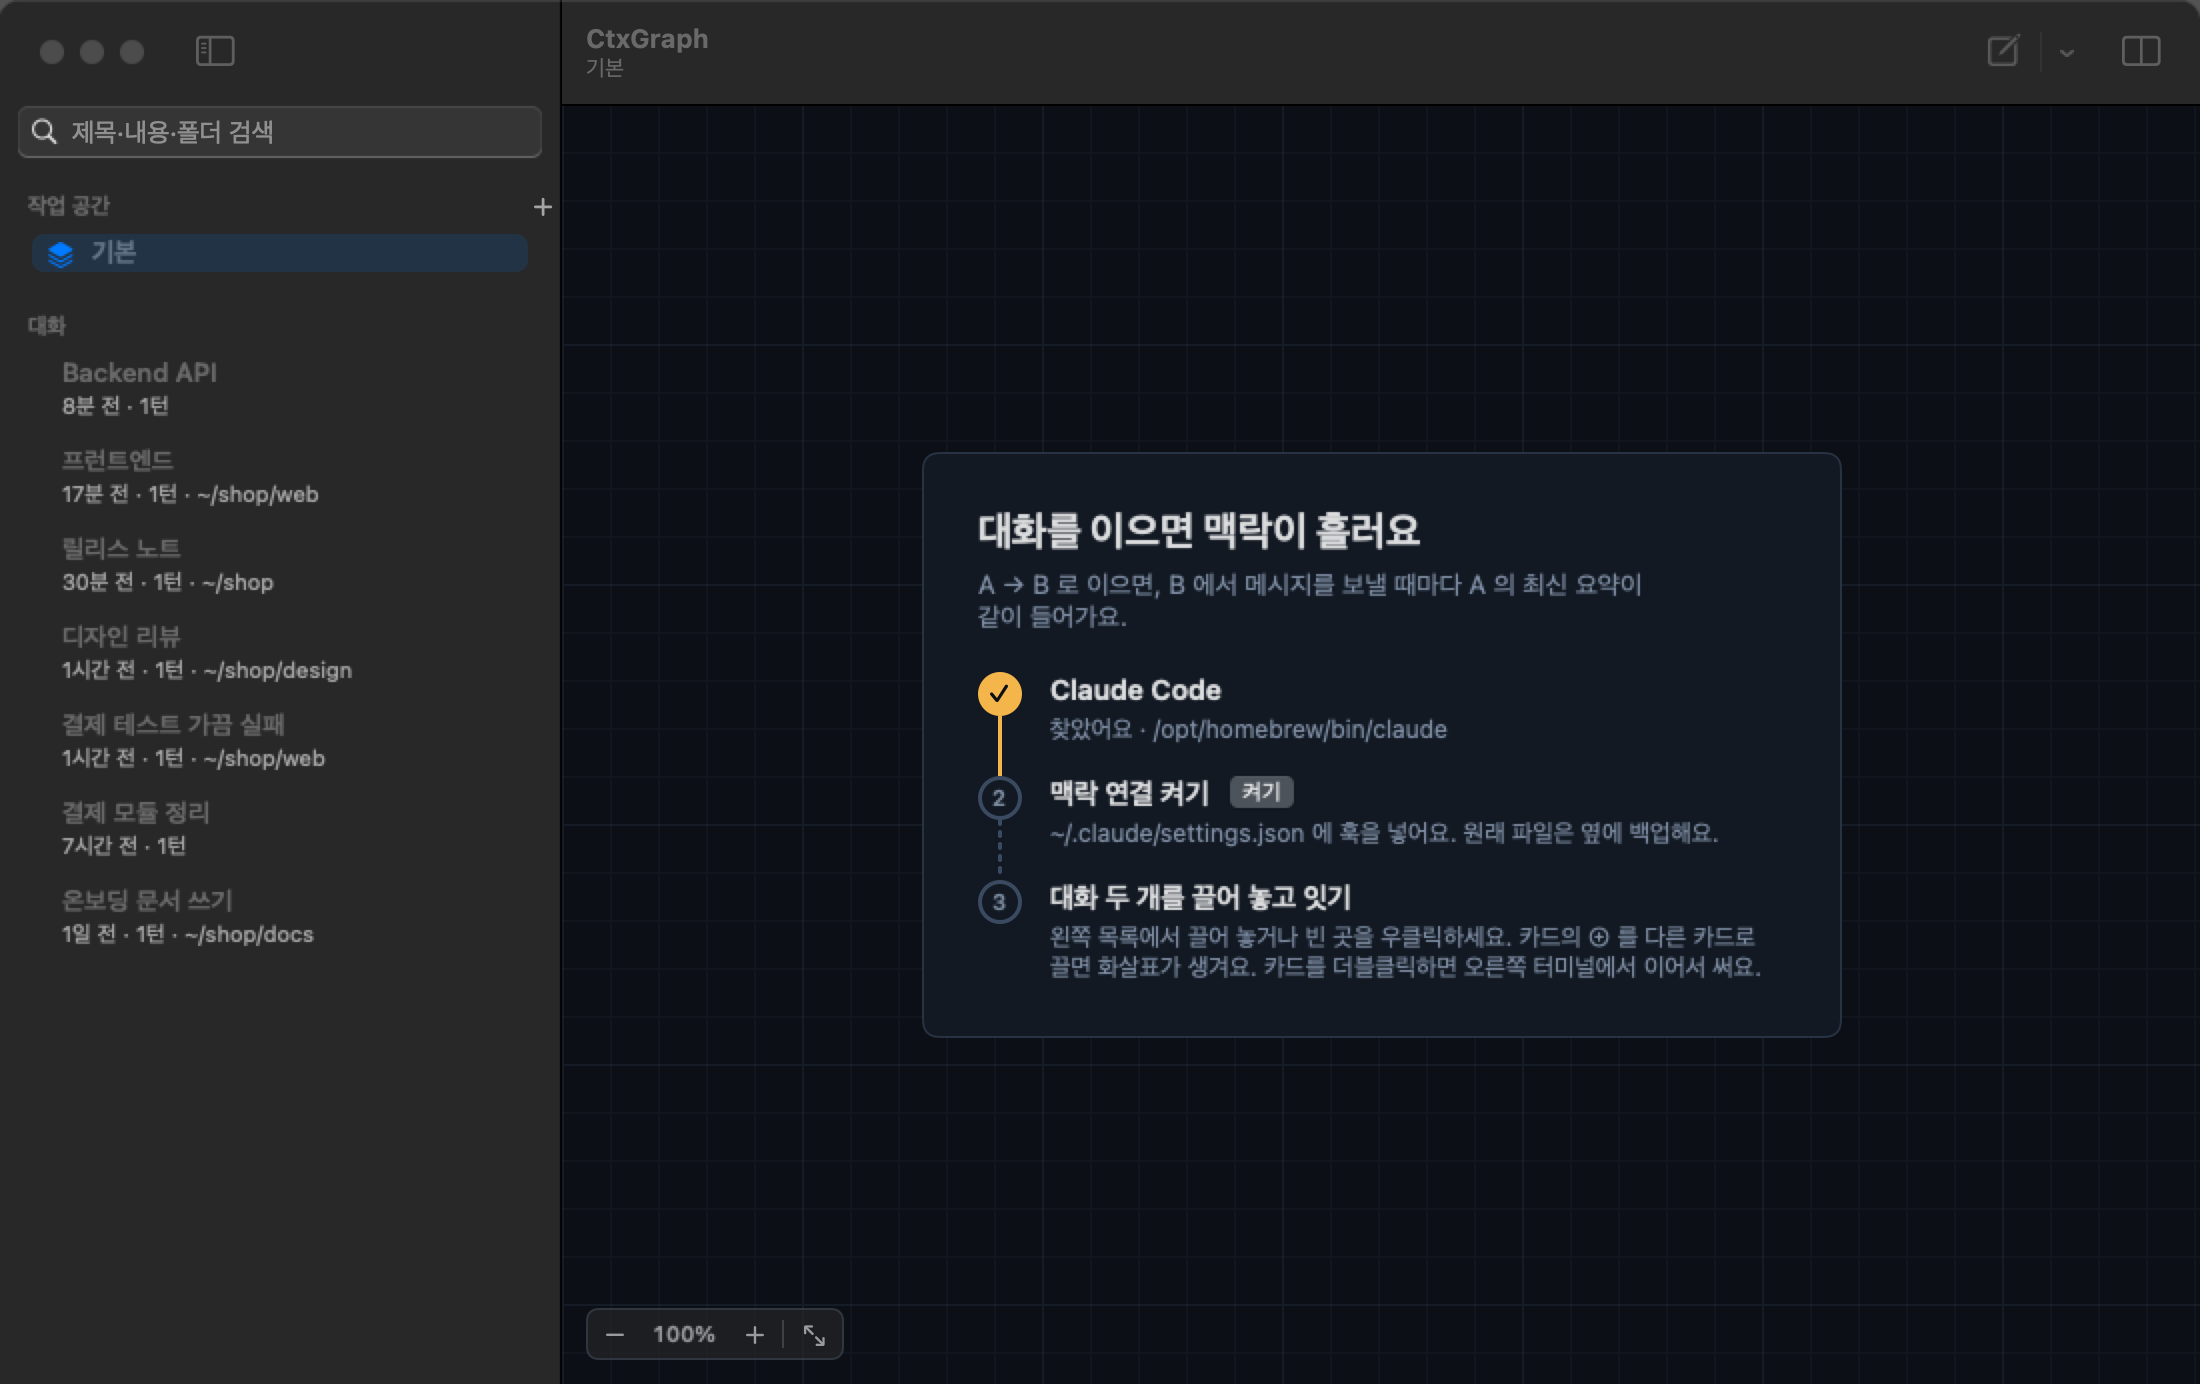 CtxGraph
기본
제목·내용·폴더 검색
작업 공간
기본
대화
Backend API
8분 전 · 1턴
프런트엔드
17분 전 · 1턴 · ~/shop/web
릴리스 노트
30분 전 · 1턴 · ~/shop
디자인 리뷰
1시간 전 · 1턴 · ~/shop/design
결제 테스트 가끔 실패
1시간 전 · 1턴 · ~/shop/web
결제 모듈 정리
7시간 전 · 1턴
온보딩 문서 쓰기
1일 전 · 1턴 · ~/shop/docs
대화를 이으면 맥락이 흘러요
A → B 로 이으면, B 에서 메시지를 보낼 때마다 A 의 최신 요약이
같이 들어가요.
Claude Code
찾았어요 · /opt/homebrew/bin/claude
2 맥락 연결 켜기 켜기
~/.claude/settings.json 에 훅을 넣어요. 원래 파일은 옆에 백업해요.
3 대화 두 개를 끌어 놓고 잇기
왼쪽 목록에서 끌어 놓거나 빈 곳을 우클릭하세요. 카드의 ⊕ 를 다른 카드로
끌면 화살표가 생겨요. 카드를 더블클릭하면 오른쪽 터미널에서 이어서 써요.
100%